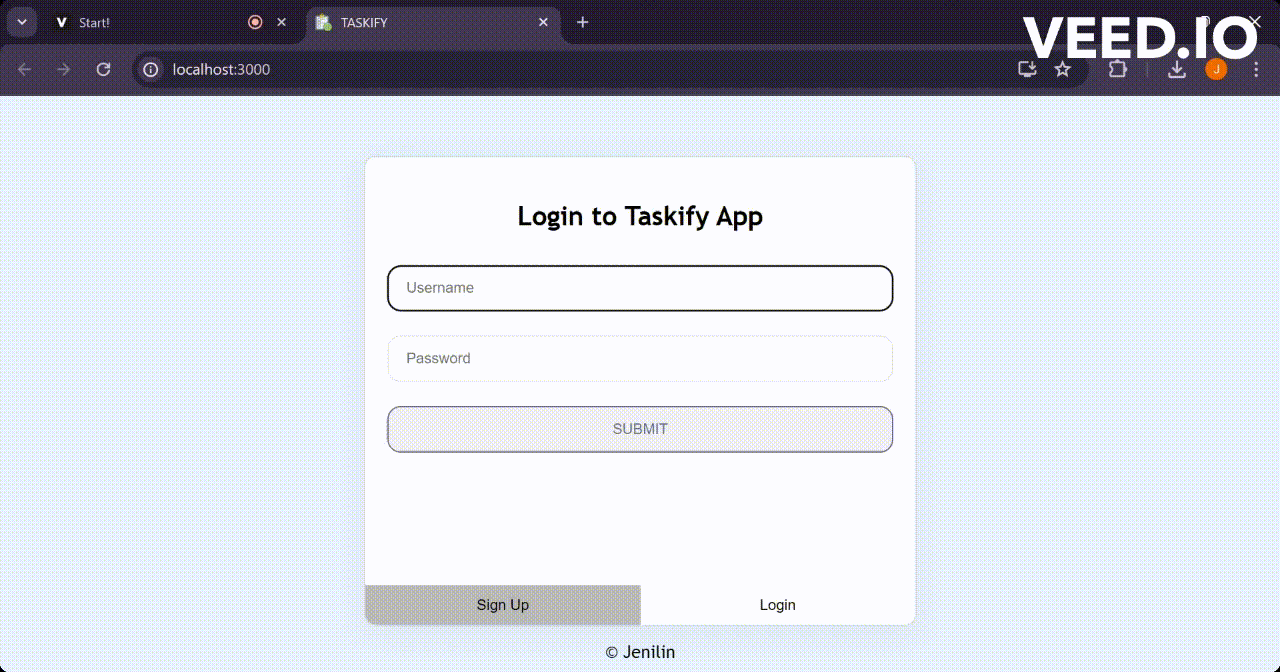 Start!
TASKIFY
VEED.IO
localhost:3000
J
Login to Taskify App
Username
Password
SUBMIT
Sign Up
Login
© Jenilin